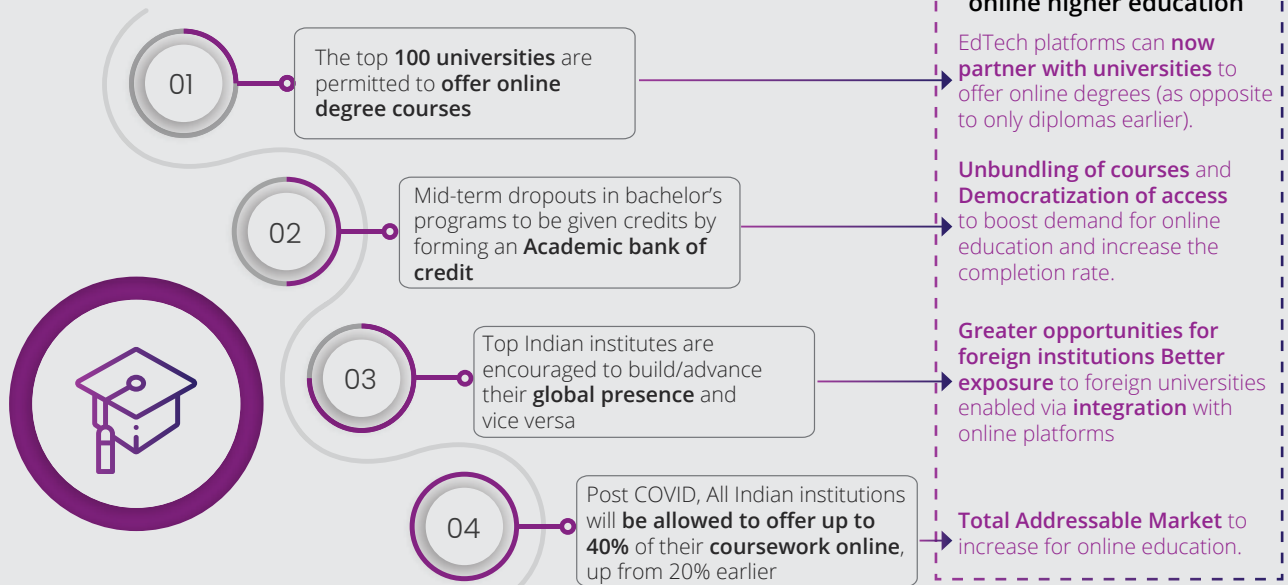 online higher education
01
The top 100 universities are
permitted to offer online
degree courses
EdTech platforms can now
partner with universities to
offer online degrees (as opposite
to only diplomas earlier).
02
Mid-term dropouts in bachelor’s
programs to be given credits by
forming an Academic bank of
credit
Unbundling of courses and
Democratization of access
to boost demand for online
education and increase the
completion rate.
03
Top Indian institutes are
encouraged to build/advance
their global presence and
vice versa
Greater opportunities for
foreign institutions Better
exposure to foreign universities
enabled via integration with
online platforms
04
Post COVID, All Indian institutions
will be allowed to offer up to
40% of their coursework online,
up from 20% earlier
Total Addressable Market to
increase for online education.